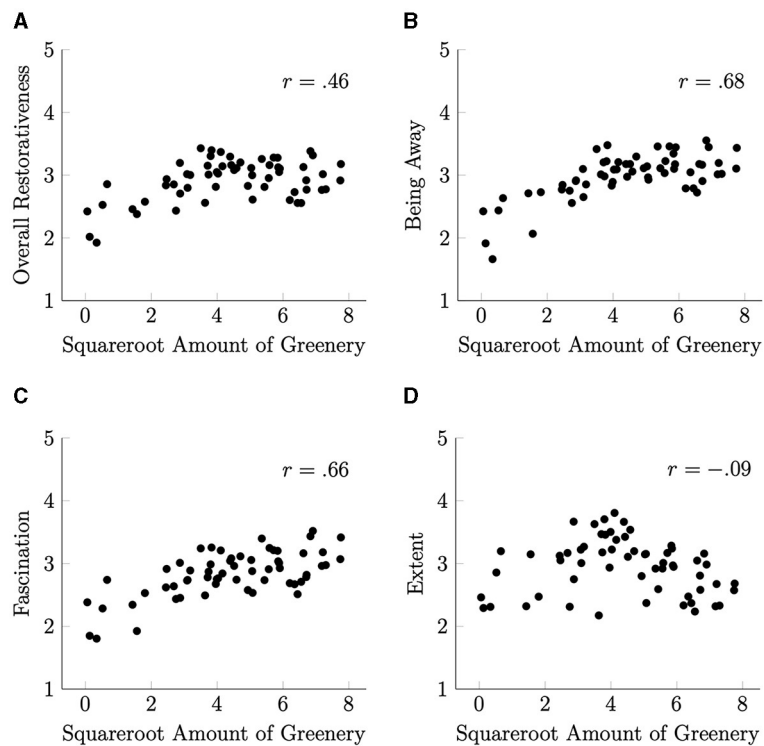 A
5
4
3
2
1
Overall Restorativeness
r = .46
0 2 4 6 8
Squareroot Amount of Greenery
B
5
4
3
2
1
Being Away
r = .68
0 2 4 6 8
Squareroot Amount of Greenery
C
5
4
3
2
1
Fascination
r = .66
0 2 4 6 8
Squareroot Amount of Greenery
D
5
4
3
2
1
Extent
r = −.09
0 2 4 6 8
Squareroot Amount of Greenery